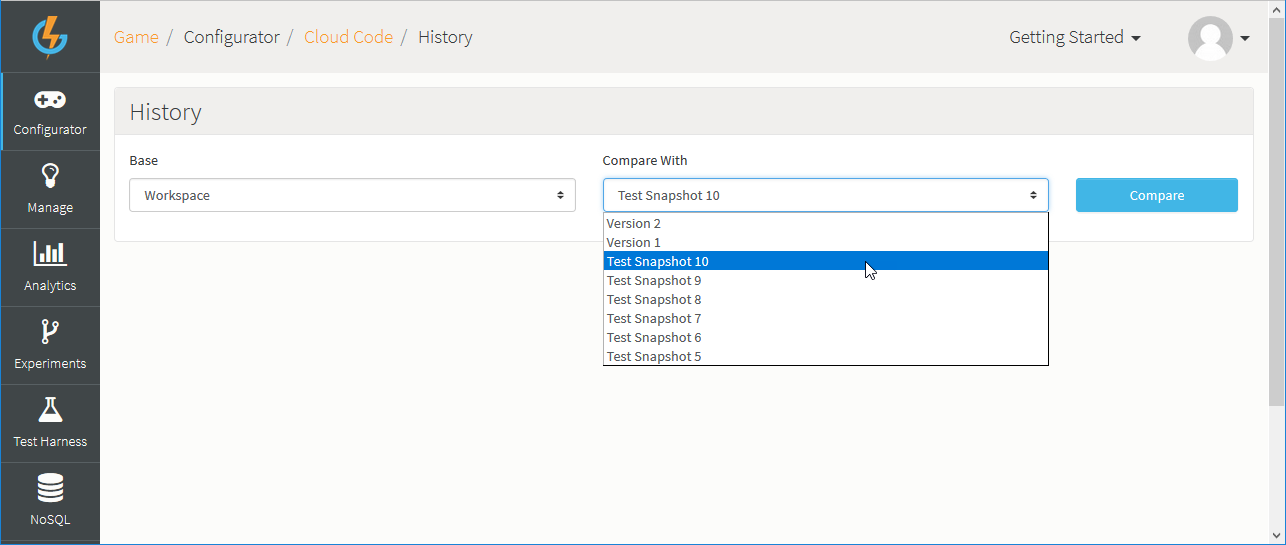 Game / Configurator / Cloud Code / History
Getting Started
Configurator
Manage
Analytics
Experiments
Test Harness
NoSQL
History
Base
Compare With
Workspace
Test Snapshot 10
Compare
Version 2
Version 1
Test Snapshot 10
Test Snapshot 9
Test Snapshot 8
Test Snapshot 7
Test Snapshot 6
Test Snapshot 5